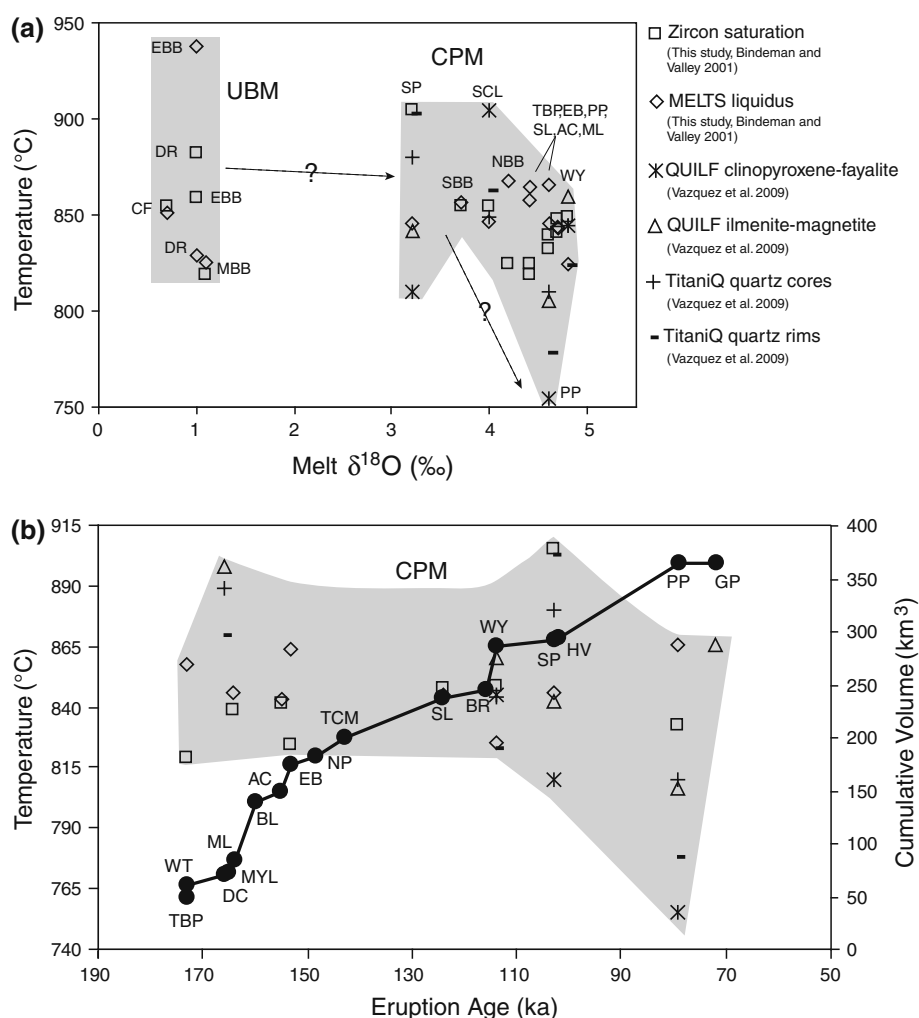 (a)
950
900
850
800
750
Temperature (°C)
EBB
UBM
DR
EBB
CF
DR
MBB
?
CPM
SP
SCL
TBP,EB,PP,
SL,AC,ML
NBB
WY
SBB
?
PP
0
1
2
3
4
5
Melt δ18O (‰)
Zircon saturation
(This study, Bindeman and
Valley 2001)
MELTS liquidus
(This study, Bindeman and
Valley 2001)
QUILF clinopyroxene-fayalite
(Vazquez et al. 2009)
QUILF ilmenite-magnetite
(Vazquez et al. 2009)
TitaniQ quartz cores
(Vazquez et al. 2009)
TitaniQ quartz rims
(Vazquez et al. 2009)
(b)
915
890
865
840
815
790
765
740
Temperature (°C)
CPM
WT
TBP
ML
DC
MYL
AC
BL
EB
NP
TCM
SL
BR
WY
SP
HV
PP
GP
400
350
300
250
200
150
100
50
0
Cumulative Volume (km3)
190
170
150
130
110
90
70
50
Eruption Age (ka)